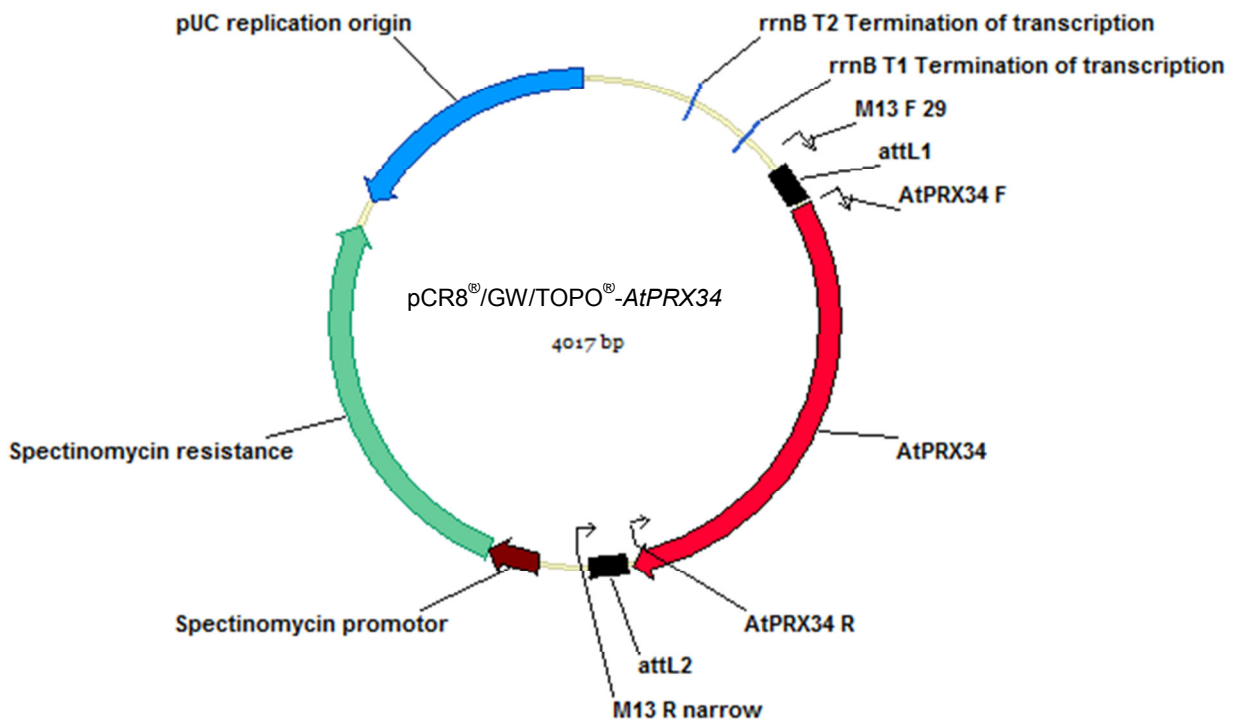 pUC replication origin
rrnB T2 Termination of transcription
rrnB T1 Termination of transcription
M13 F 29
attL1
AtPRX34 F
pCR8®/GW/TOPO®-AtPRX34
4017 bp
Spectinomycin resistance
AtPRX34
Spectinomycin promotor
AtPRX34 R
attL2
M13 R narrow